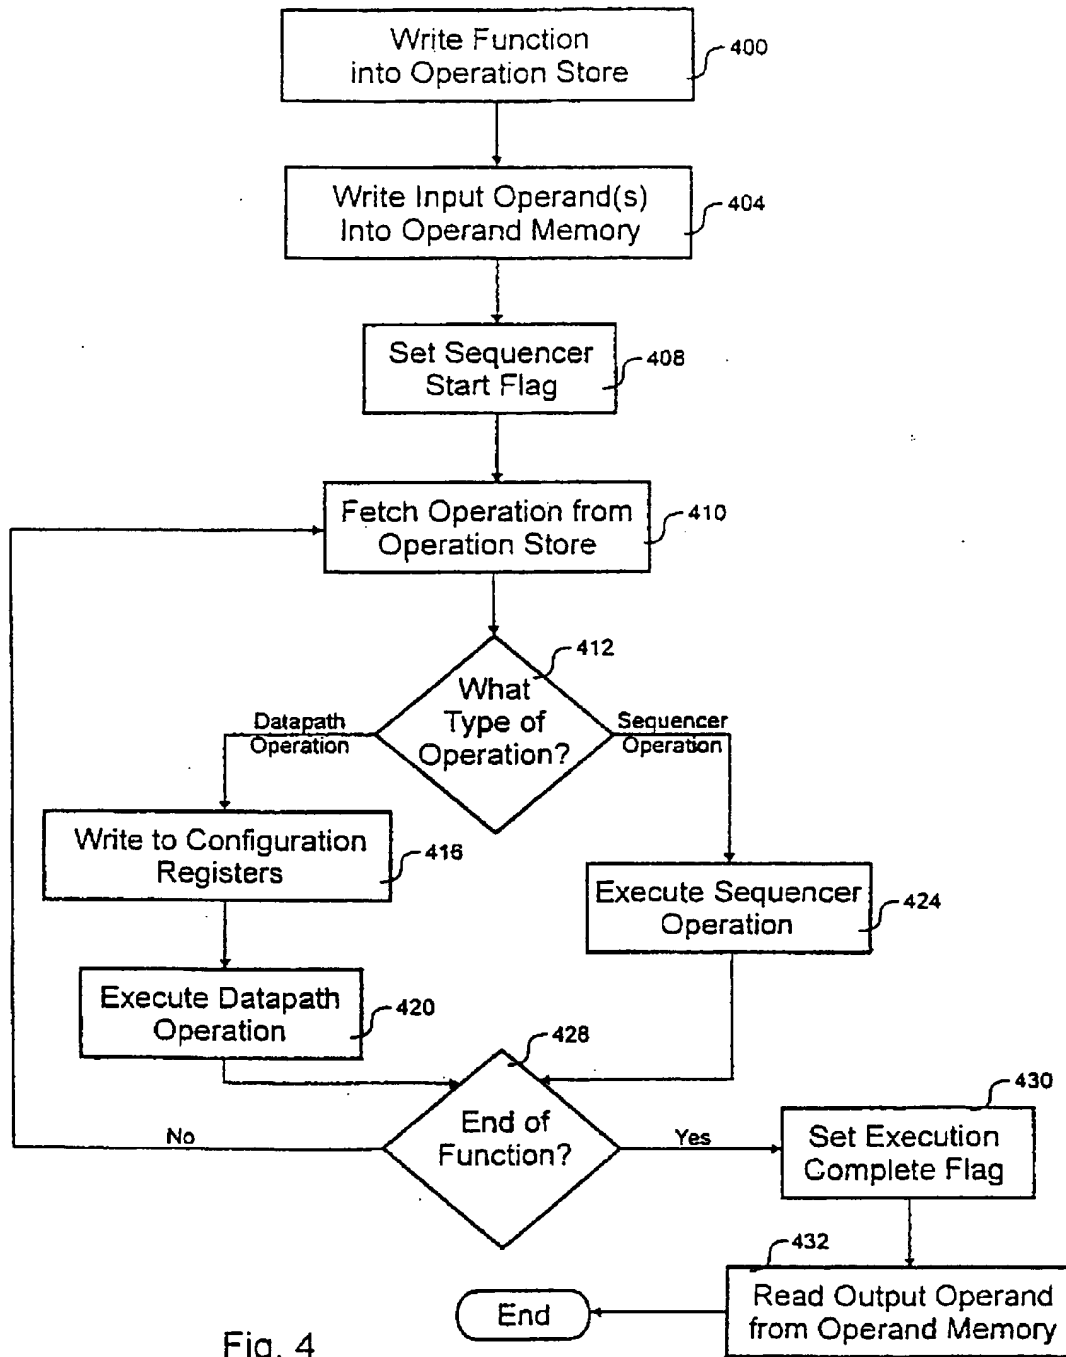 Write Function
into Operation Store
400
Write Input Operand(s)
Into Operand Memory
404
Set Sequencer
Start Flag
408
Fetch Operation from
Operation Store
410
412
What
Type of
Operation?
Datapath
Operation
Sequencer
Operation
Write to Configuration
Registers
416
Execute Sequencer
Operation
424
Execute Datapath
Operation
420
428
End of
Function?
No
Yes
430
Set Execution
Complete Flag
432
Read Output Operand
from Operand Memory
End
Fig. 4